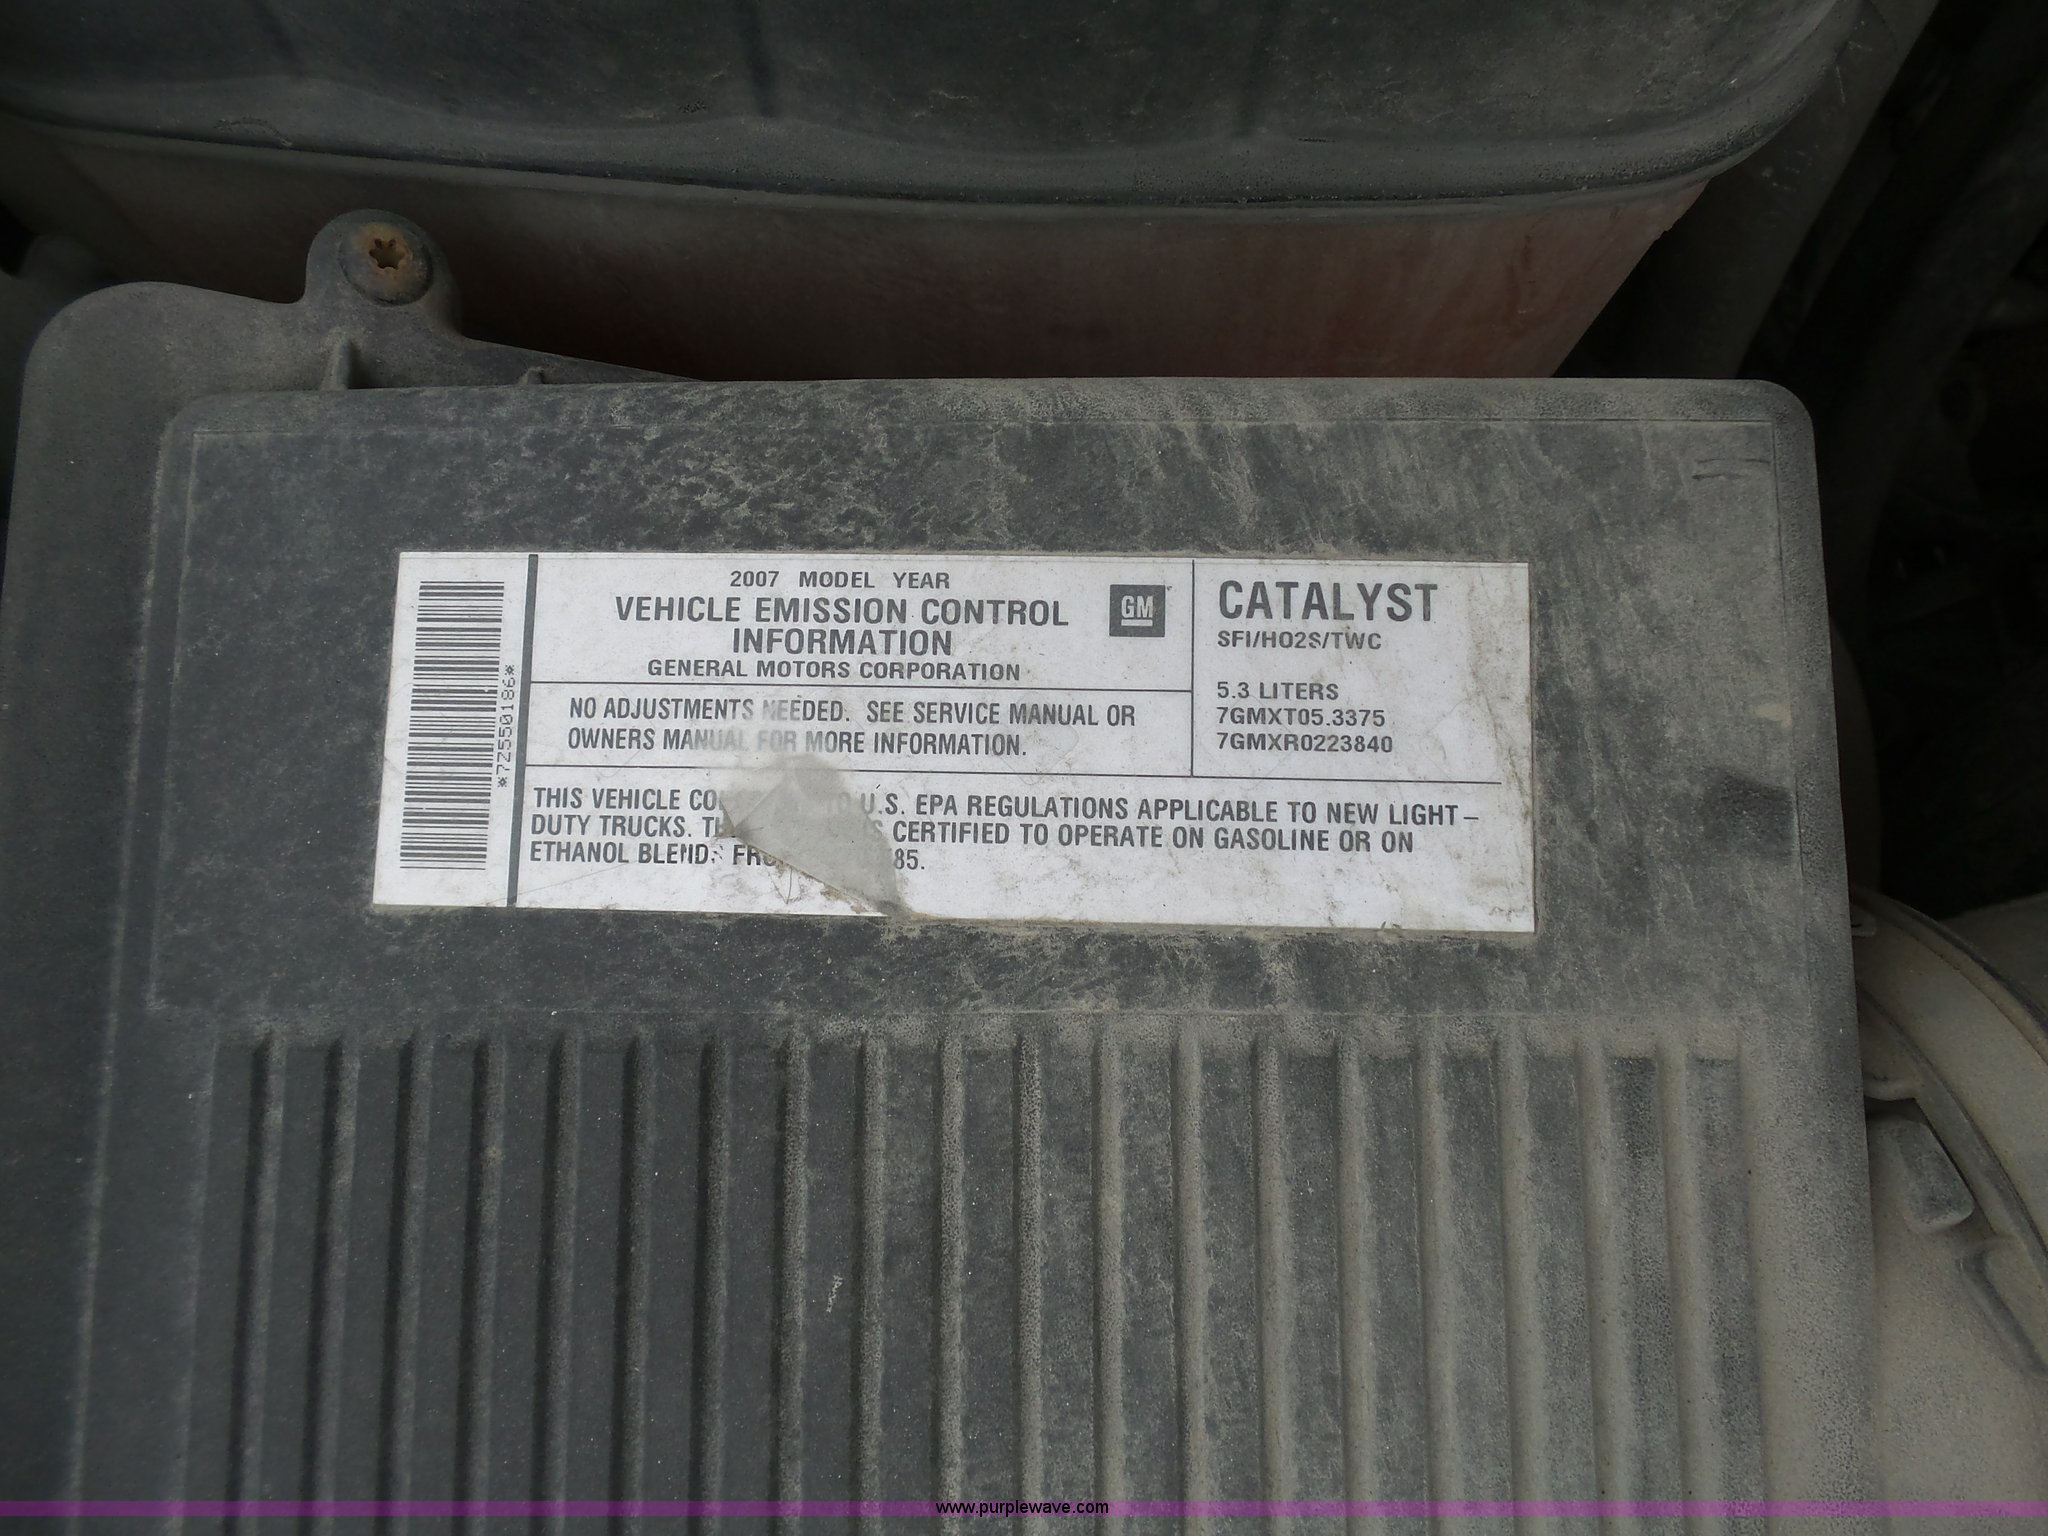 *7Z550186*
2007 MODEL YEAR
VEHICLE EMISSION CONTROL
INFORMATION
GENERAL MOTORS CORPORATION
GM
NO ADJUSTMENTS NEEDED. SEE SERVICE MANUAL OR
OWNERS MANUAL FOR MORE INFORMATION.
CATALYST
SFI/HO2S/TWC
5.3 LITERS
7GMXT05.3375
7GMXR0223840
THIS VEHICLE TO U.S. EPA REGULATIONS APPLICABLE TO NEW LIGHT-
DUTY TRUCKS. CERTIFIED TO OPERATE ON GASOLINE OR ON
ETHANOL BLENDS 85.
www.purplewave.com